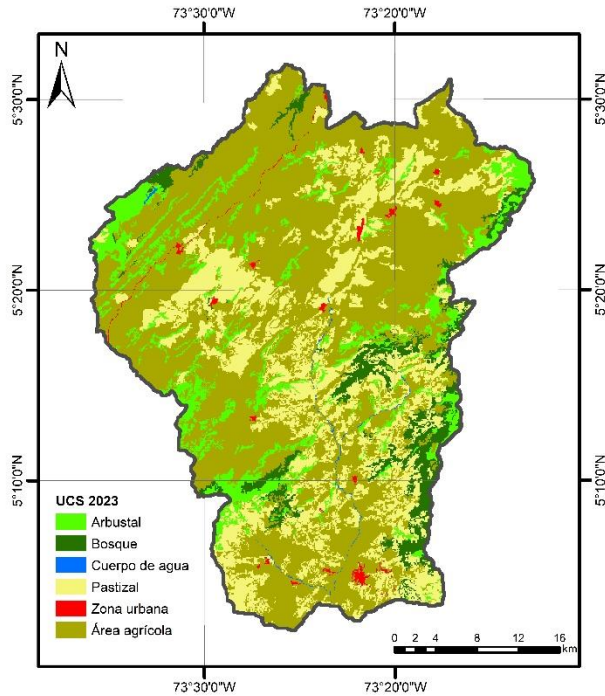 73°30'0"W 73°20'0"W
N
5°30'0"N 5°30'0"N
5°20'0"N 5°20'0"N
5°10'0"N 5°10'0"N
UCS 2023
Arbustal
Bosque
Cuerpo de agua
Pastizal
Zona urbana
Área agrícola
0 2 4 8 12 16
km
73°30'0"W 73°20'0"W